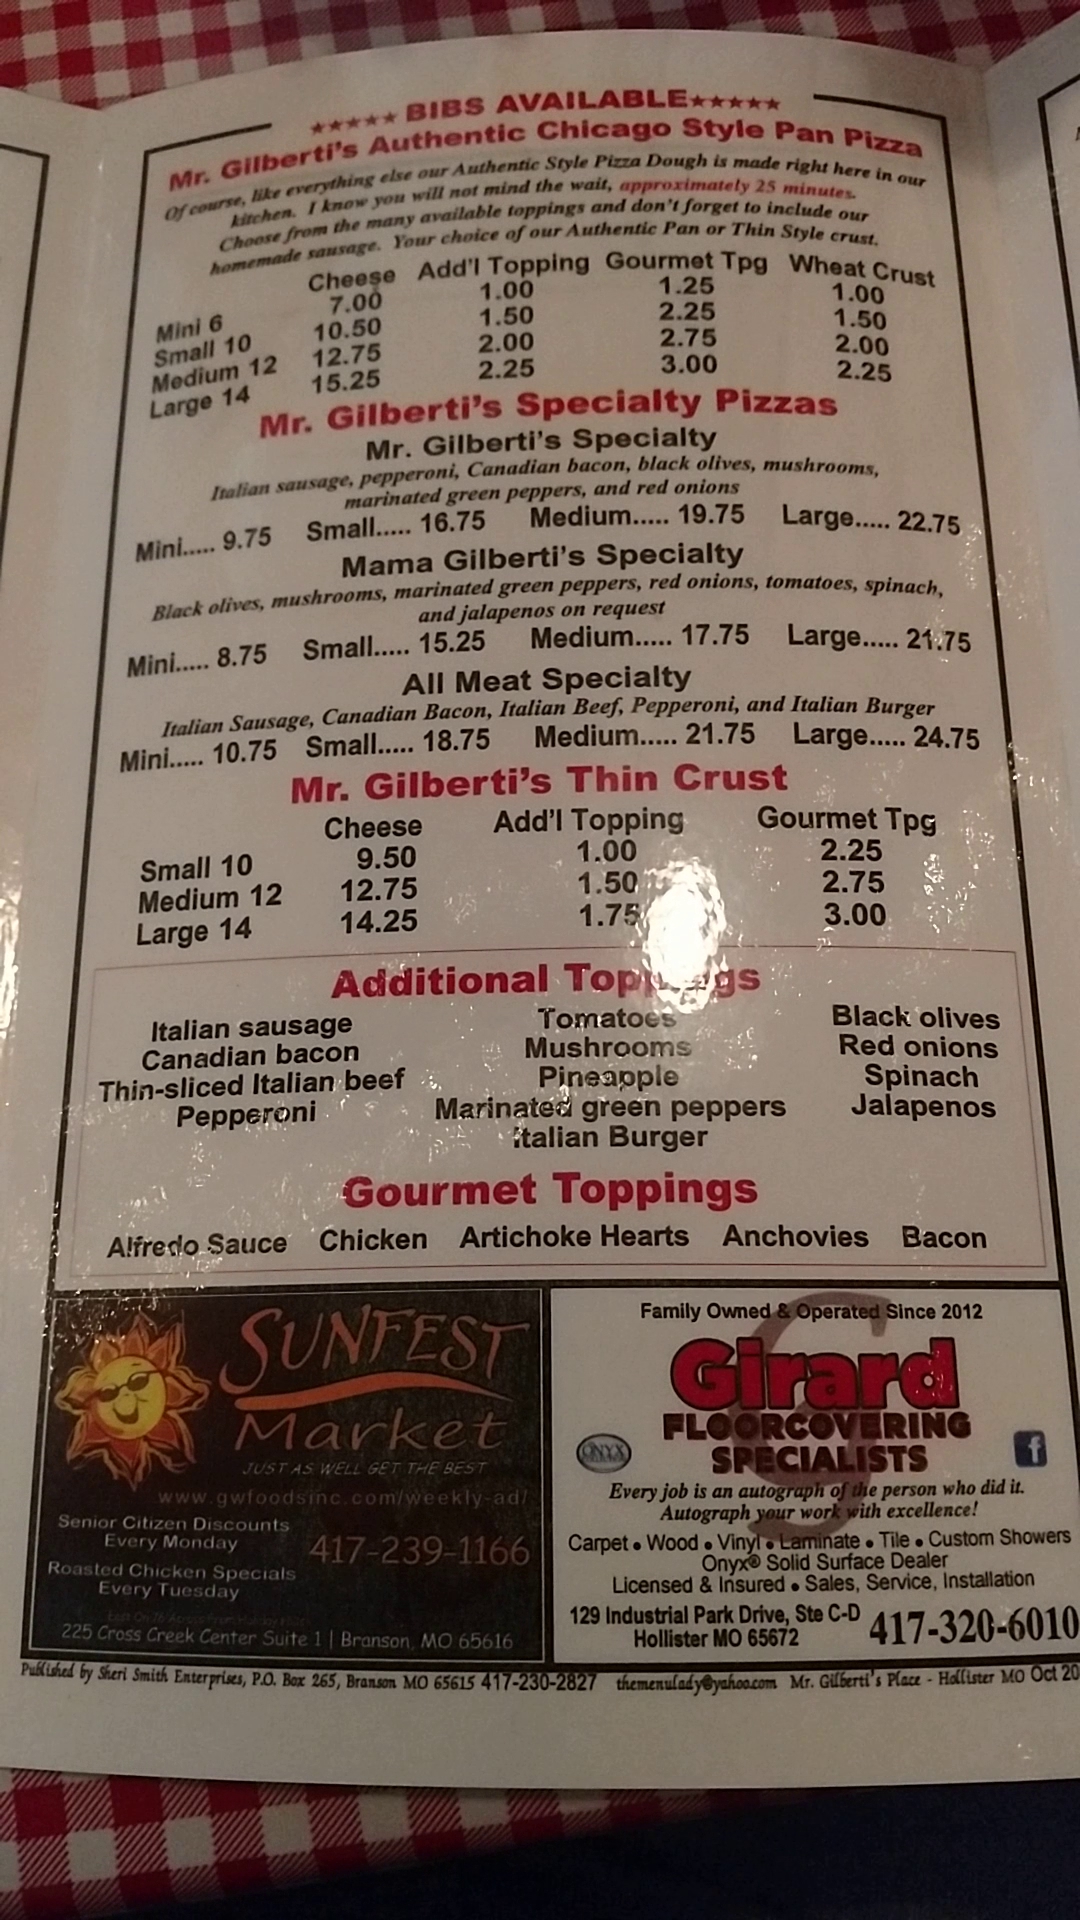 ★★★★★ BIBS AVAILABLE★★★★★
Mr. Gilberti's Authentic Chicago Style Pan Pizza
Of course, like everything else our Authentic Style Pizza Dough is made right here in our
kitchen. I know you will not mind the wait, approximately 25 minutes.
Choose from the many available toppings and don't forget to include our
homemade sausage. Your choice of our Authentic Pan or Thin Style crust.
Cheese Add'l Topping Gourmet Tpg Wheat Crust
Mini 6 7.00 1.00 1.25 1.00
Small 10 10.50 1.50 2.25 1.50
Medium 12 12.75 2.00 2.75 2.00
Large 14 15.25 2.25 3.00 2.25
Mr. Gilberti's Specialty Pizzas
Mr. Gilberti's Specialty
Italian sausage, pepperoni, Canadian bacon, black olives, mushrooms,
marinated green peppers, and red onions
Mini..... 9.75 Small..... 16.75 Medium..... 19.75 Large..... 22.75
Mama Gilberti's Specialty
Black olives, mushrooms, marinated green peppers, red onions, tomatoes, spinach,
and jalapenos on request
Mini..... 8.75 Small..... 15.25 Medium..... 17.75 Large..... 21.75
All Meat Specialty
Italian Sausage, Canadian Bacon, Italian Beef, Pepperoni, and Italian Burger
Mini..... 10.75 Small..... 18.75 Medium..... 21.75 Large..... 24.75
Mr. Gilberti's Thin Crust
Cheese Add'l Topping Gourmet Tpg
Small 10 9.50 1.00 2.25
Medium 12 12.75 1.50 2.75
Large 14 14.25 1.75 3.00
Additional Toppings
Italian sausage Tomatoes Black olives
Canadian bacon Mushrooms Red onions
Thin-sliced Italian beef Pineapple Spinach
Pepperoni Marinated green peppers Jalapenos
Italian Burger
Gourmet Toppings
Alfredo Sauce Chicken Artichoke Hearts Anchovies Bacon
SUNFEST
Market
JUST AS WELL GET THE BEST
www.gwfoodsinc.com/weekly-ad/
Senior Citizen Discounts
Every Monday
417-239-1166
Roasted Chicken Specials
Every Tuesday
225 Cross Creek Center Suite 1 | Branson, MO 65616
Family Owned & Operated Since 2012
Girard
FLOORCOVERING
SPECIALISTS
ONYX
f
Every job is an autograph of the person who did it.
Autograph your work with excellence!
Carpet • Wood • Vinyl • Laminate • Tile • Custom Showers
Onyx® Solid Surface Dealer
Licensed & Insured • Sales, Service, Installation
129 Industrial Park Drive, Ste C-D
Hollister MO 65672
417-320-6010
Published by Sheri Smith Enterprises, P.O. Box 265, Branson MO 65615 417-230-2827 themenulady@yahoo.com Mr. Gilberti's Place - Hollister MO Oct 20